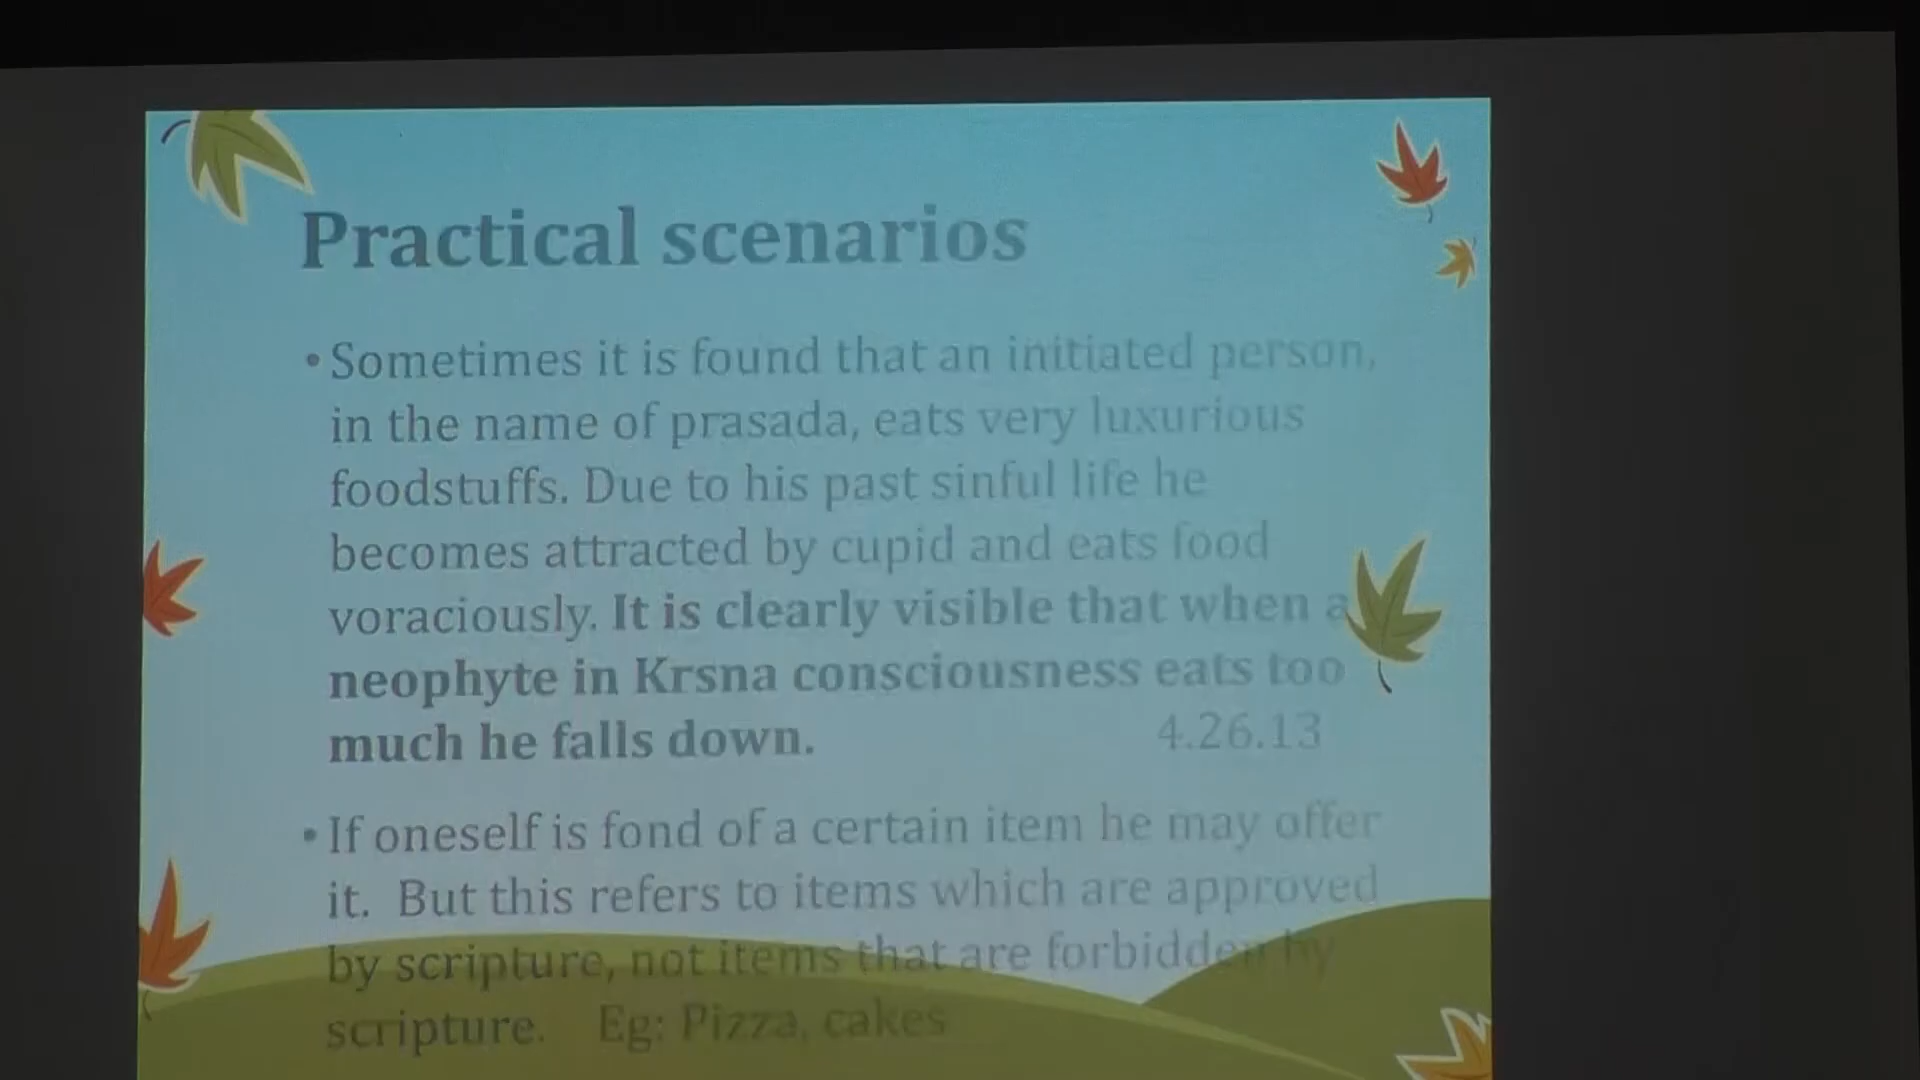 Practical scenarios
•Sometimes it is found that an initiated person,
in the name of prasada, eats very luxurious
foodstuffs. Due to his past sinful life he
becomes attracted by cupid and eats food
voraciously. It is clearly visible that when a
neophyte in Krsna consciousness eats too
much he falls down. 4.26.13
•If oneself is fond of a certain item he may offer
it. But this refers to items which are approved
by scripture, not items that are forbidden by
scripture. Eg: Pizza, cakes